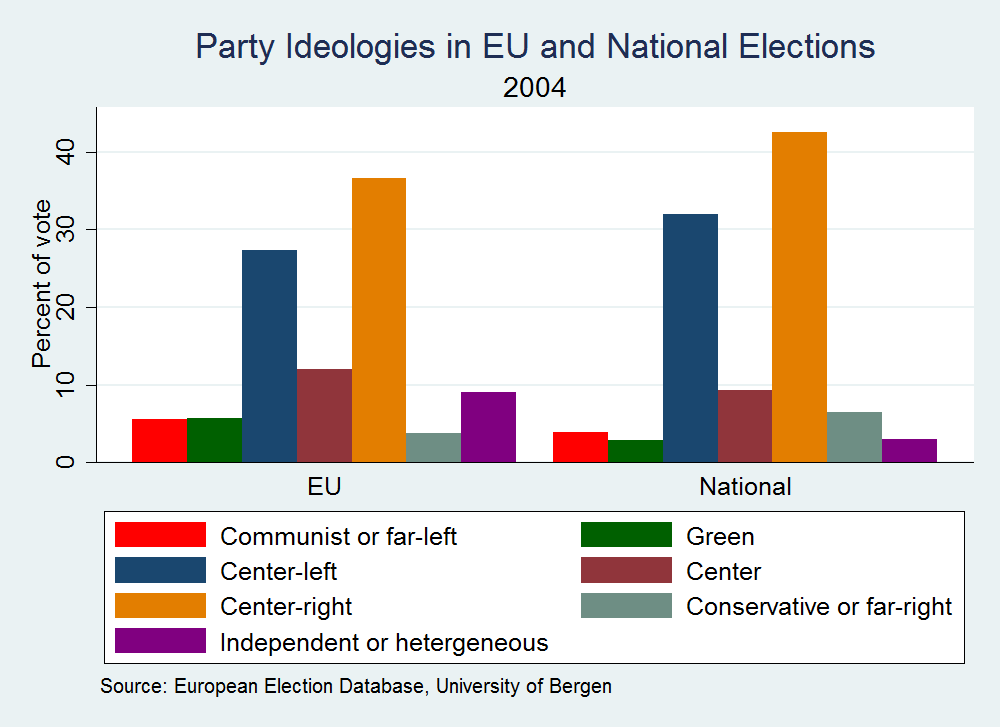 Party Ideologies in EU and National Elections
2004
Percent of vote
40
30
20
10
0
EU National
Communist or far-left Green
Center-left Center
Center-right Conservative or far-right
Independent or hetergeneous
Source: European Election Database, University of Bergen